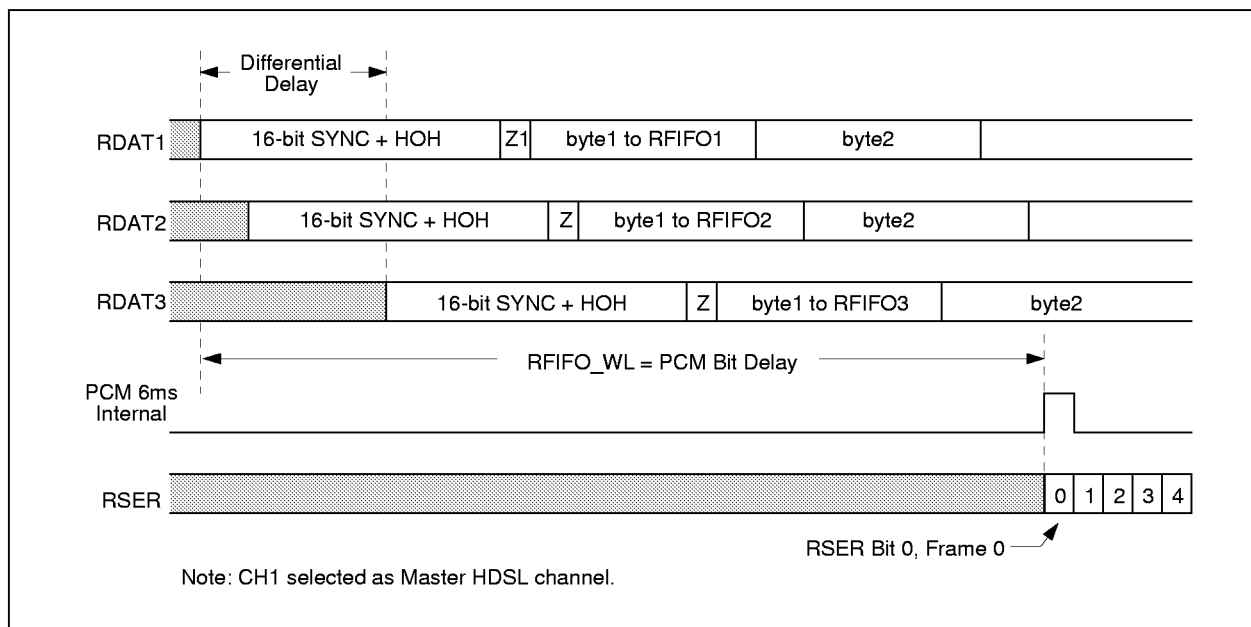 Differential
Delay
RDAT1 16-bit SYNC + HOH Z1 byte1 to RFIFO1 byte2
RDAT2 16-bit SYNC + HOH Z byte1 to RFIFO2 byte2
RDAT3 16-bit SYNC + HOH Z byte1 to RFIFO3 byte2
RFIFO_WL = PCM Bit Delay
PCM 6ms
Internal
RSER 0 1 2 3 4
RSER Bit 0, Frame 0
Note: CH1 selected as Master HDSL channel.